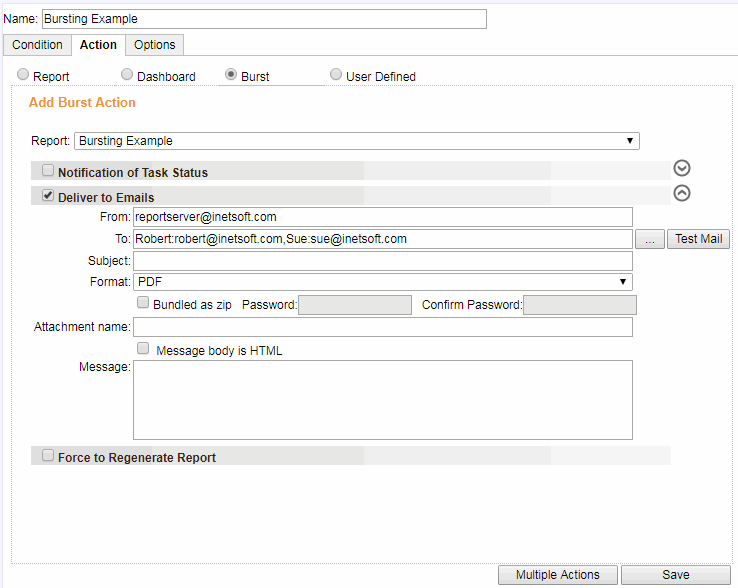 Name: Bursting Example
Condition Action Options
Report Dashboard Burst User Defined
Add Burst Action
Report: Bursting Example
Notification of Task Status
Deliver to Emails
From: reportserver@inetsoft.com
To: Robert:robert@inetsoft.com,Sue:sue@inetsoft.com ... Test Mail
Subject:
Format: PDF
Bundled as zip Password: Confirm Password:
Attachment name:
Message body is HTML
Message:
Force to Regenerate Report
Multiple Actions Save